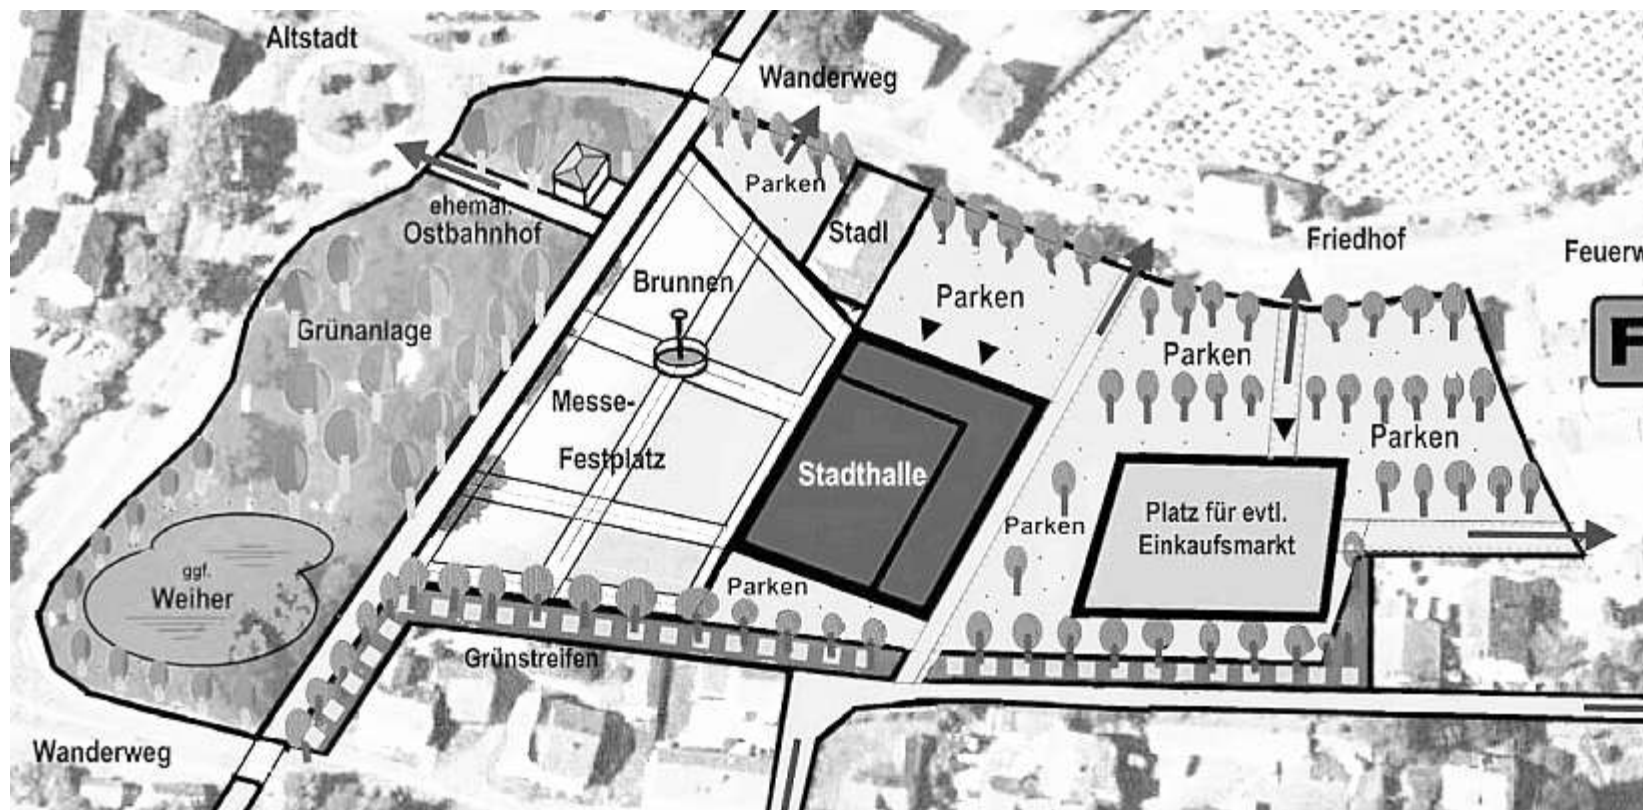 Altstadt
Wanderweg
Parken
ehemal.
Ostbahnhof
Stadl
Friedhof
Feuerw
Brunnen
Parken
Grünanlage
F
Parken
Messe-
Festplatz
Parken
Stadthalle
Parken
Platz für evtl.
Einkaufsmarkt
ggf.
Weiher
Parken
Grünstreifen
Wanderweg